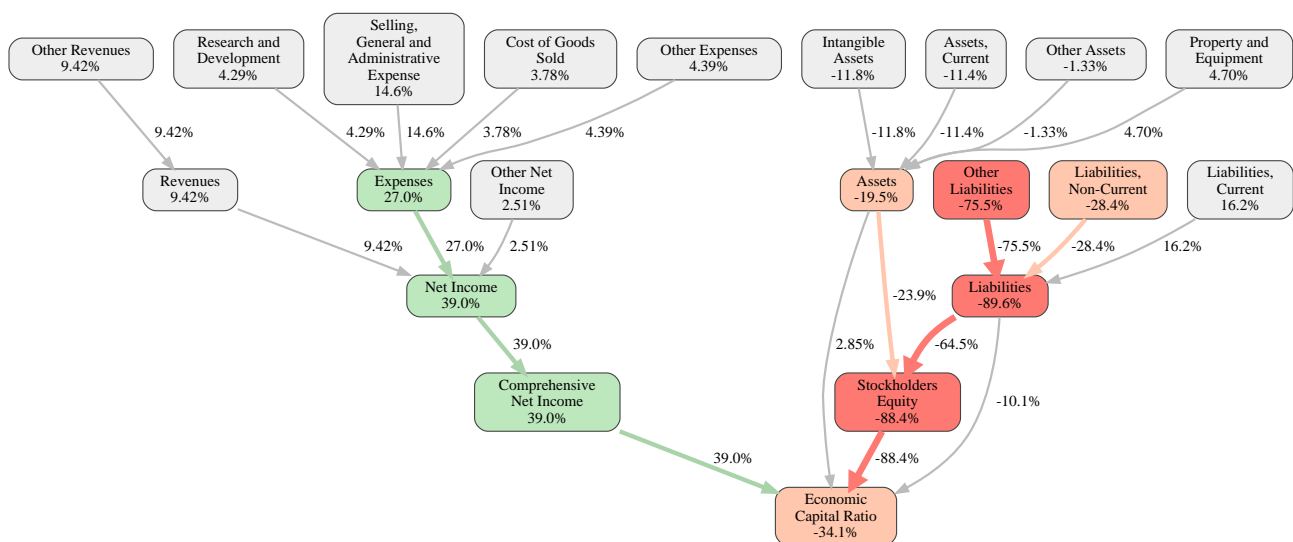 Other Revenues
9.42%
Research and
Development
4.29%
Selling,
General and
Administrative
Expense
14.6%
Cost of Goods
Sold
3.78%
Other Expenses
4.39%
Intangible
Assets
-11.8%
Assets,
Current
-11.4%
Other Assets
-1.33%
Property and
Equipment
4.70%
9.42%
4.29%
14.6%
3.78%
4.39%
-11.8%
-11.4%
-1.33%
4.70%
Revenues
9.42%
Expenses
27.0%
Other Net
Income
2.51%
Assets
-19.5%
Other
Liabilities
-75.5%
Liabilities,
Non-Current
-28.4%
Liabilities,
Current
16.2%
9.42%
27.0%
2.51%
-75.5%
-28.4%
16.2%
Net Income
39.0%
-23.9%
Liabilities
-89.6%
39.0%
2.85%
-64.5%
Comprehensive
Net Income
39.0%
Stockholders
Equity
-88.4%
-10.1%
39.0%
-88.4%
Economic
Capital Ratio
-34.1%